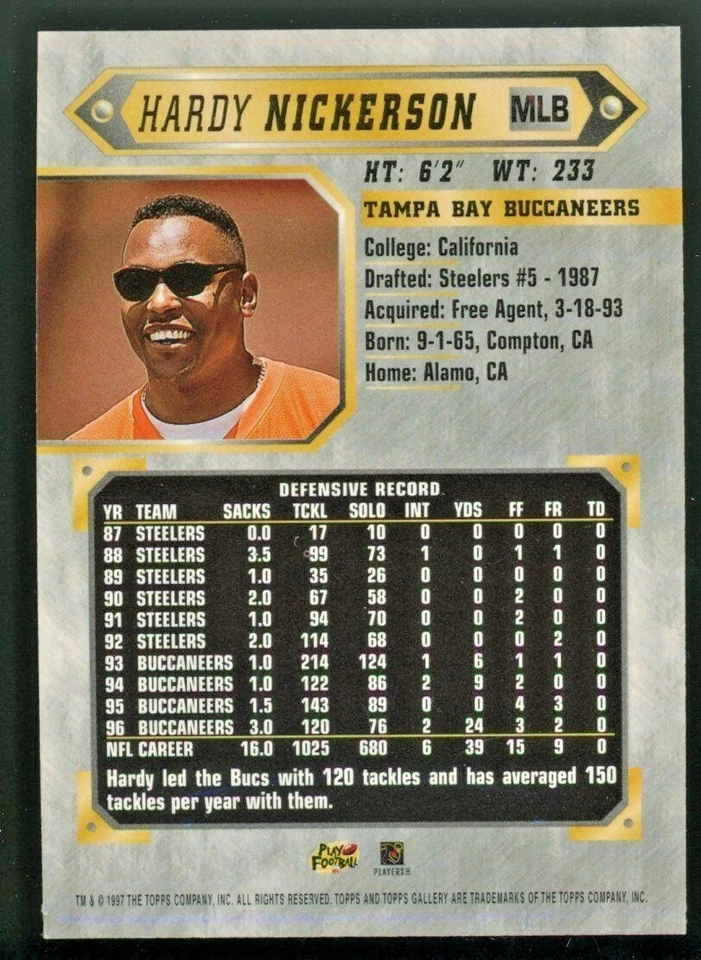 HARDY NICKERSON MLB
HT: 6'2" WT: 233
TAMPA BAY BUCCANEERS
College: California
Drafted: Steelers #5 - 1987
Acquired: Free Agent, 3-18-93
Born: 9-1-65, Compton, CA
Home: Alamo, CA
DEFENSIVE RECORD
YR TEAM SACKS TCKL SOLO INT YDS FF FR TD
87 STEELERS 0.0 17 10 0 0 0 0 0
88 STEELERS 3.5 99 73 1 0 1 1 0
89 STEELERS 1.0 35 26 0 0 0 0 0
90 STEELERS 2.0 67 58 0 0 2 0 0
91 STEELERS 1.0 94 70 0 0 2 0 0
92 STEELERS 2.0 114 68 0 0 0 2 0
93 BUCCANEERS 1.0 214 124 1 6 1 1 0
94 BUCCANEERS 1.0 122 86 2 9 2 0 0
95 BUCCANEERS 1.5 143 89 0 0 4 3 0
96 BUCCANEERS 3.0 120 76 2 24 3 2 0
NFL CAREER 16.0 1025 680 6 39 15 9 0
Hardy led the Bucs with 120 tackles and has averaged 150
tackles per year with them.
PLAY
FOOTBALL
PLAYERS
TM & © 1997 THE TOPPS COMPANY, INC. ALL RIGHTS RESERVED. TOPPS AND TOPPS GALLERY ARE TRADEMARKS OF THE TOPPS COMPANY, INC.